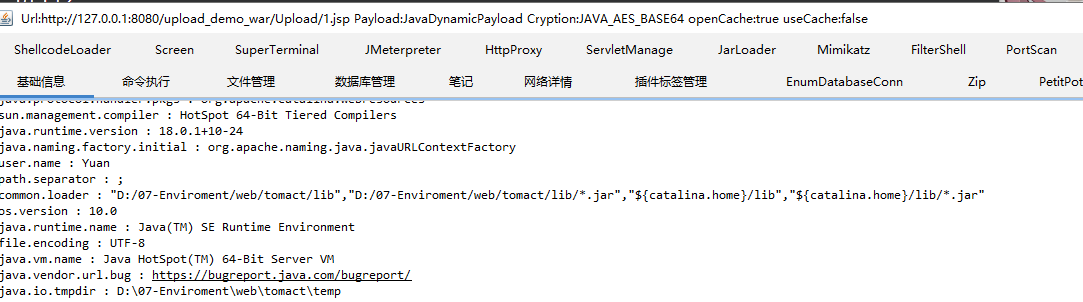 Url:http://127.0.0.1:8080/upload_demo_war/Upload/1.jsp Payload:JavaDynamicPayload Cryption:JAVA_AES_BASE64 openCache:true useCache:false
ShellcodeLoader Screen SuperTerminal JMeterpreter HttpProxy ServletManage JarLoader Mimikatz FilterShell PortScan
基础信息 命令执行 文件管理 数据库管理 笔记 网络详情 插件标签管理 EnumDatabaseConn Zip PetitPot
java.protocol.handler.pkgs : org.apache.catalina.webresources
sun.management.compiler : HotSpot 64-Bit Tiered Compilers
java.runtime.version : 18.0.1+10-24
java.naming.factory.initial : org.apache.naming.java.javaURLContextFactory
user.name : Yuan
path.separator : ;
common.loader : "D:/07-Enviroment/web/tomact/lib","D:/07-Enviroment/web/tomact/lib/*.jar","${catalina.home}/lib","${catalina.home}/lib/*.jar"
os.version : 10.0
java.runtime.name : Java(TM) SE Runtime Environment
file.encoding : UTF-8
java.vm.name : Java HotSpot(TM) 64-Bit Server VM
java.vendor.url.bug : https://bugreport.java.com/bugreport/
java.io.tmpdir : D:\07-Enviroment\web\tomact\temp